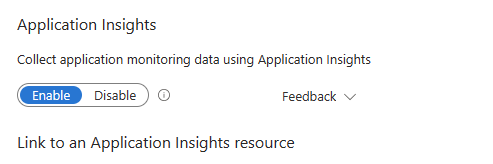 Application Insights
Collect application monitoring data using Application Insights
Enable Disable Feedback
Link to an Application Insights resource